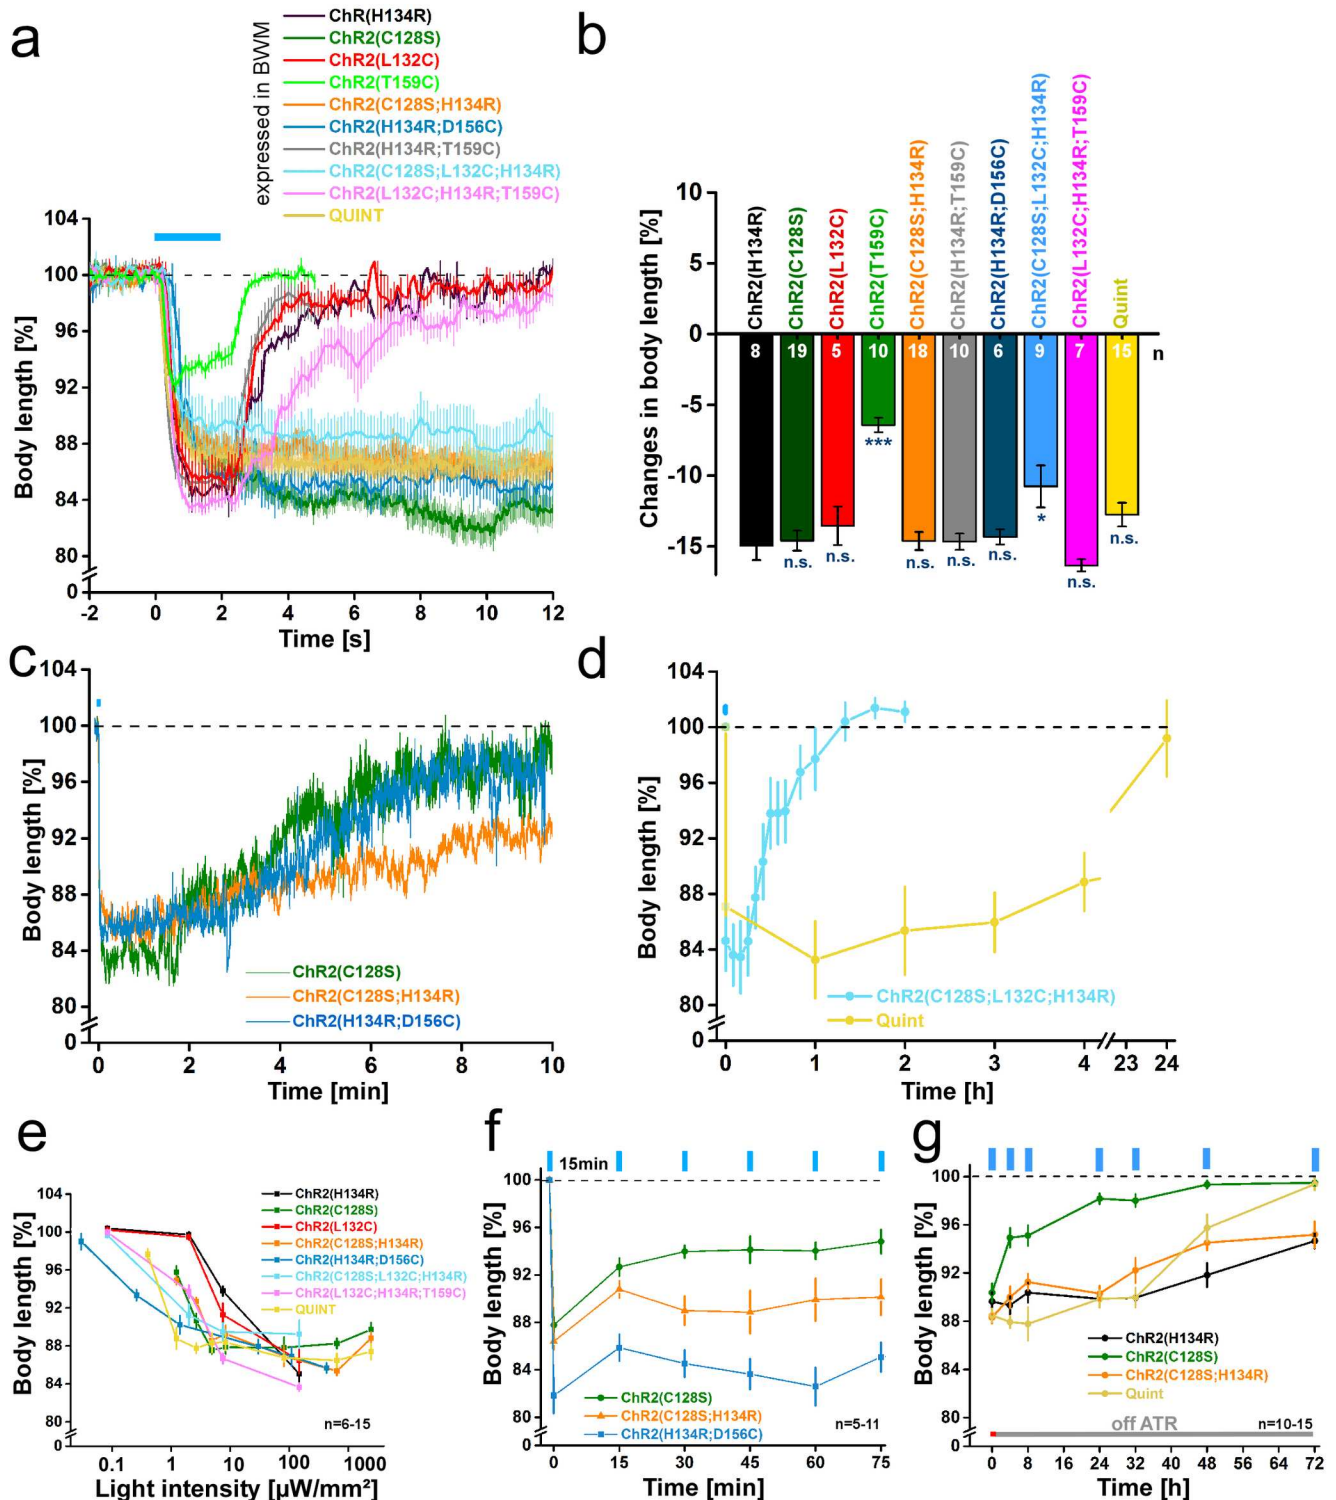 a
expressed in BWM
ChR(H134R)
ChR2(C128S)
ChR2(L132C)
ChR2(T159C)
ChR2(C128S;H134R)
ChR2(H134R;D156C)
ChR2(H134R;T159C)
ChR2(C128S;L132C;H134R)
ChR2(L132C;H134R;T159C)
QUINT
104
100
96
92
88
84
80
0
Body length [%]
-2 0 2 4 6 8 10 12
Time [s]
b
ChR2(H134R)
ChR2(C128S)
ChR2(L132C)
ChR2(T159C)
ChR2(C128S;H134R)
ChR2(H134R;T159C)
ChR2(H134R;D156C)
ChR2(C128S;L132C;H134R)
ChR2(L132C;H134R;T159C)
Quint
10
5
0
-5
-10
-15
Changes in body length [%]
8 19 5 10 18 10 6 9 7 15 n
n.s. n.s. *** n.s. n.s. n.s. * n.s. n.s.
c
104
100
96
92
88
84
80
0
Body length [%]
ChR2(C128S)
ChR2(C128S;H134R)
ChR2(H134R;D156C)
0 2 4 6 8 10
Time [min]
d
104
100
96
92
88
84
80
0
Body length [%]
ChR2(C128S;L132C;H134R)
Quint
0 1 2 3 4 23 24
Time [h]
e
104
100
96
92
88
84
80
0
Body length [%]
ChR2(H134R)
ChR2(C128S)
ChR2(L132C)
ChR2(C128S;H134R)
ChR2(H134R;D156C)
ChR2(C128S;L132C;H134R)
ChR2(L132C;H134R;T159C)
QUINT
n=6-15
0.1 1 10 100 1000
Light intensity [µW/mm²]
f
15min
100
96
92
88
84
80
0
Body length [%]
ChR2(C128S)
ChR2(C128S;H134R)
ChR2(H134R;D156C)
n=5-11
0 15 30 45 60 75
Time [min]
g
100
96
92
88
84
80
0
Body length [%]
ChR2(H134R)
ChR2(C128S)
ChR2(C128S;H134R)
Quint
off ATR
n=10-15
0 8 16 24 32 40 48 56 64 72
Time [h]